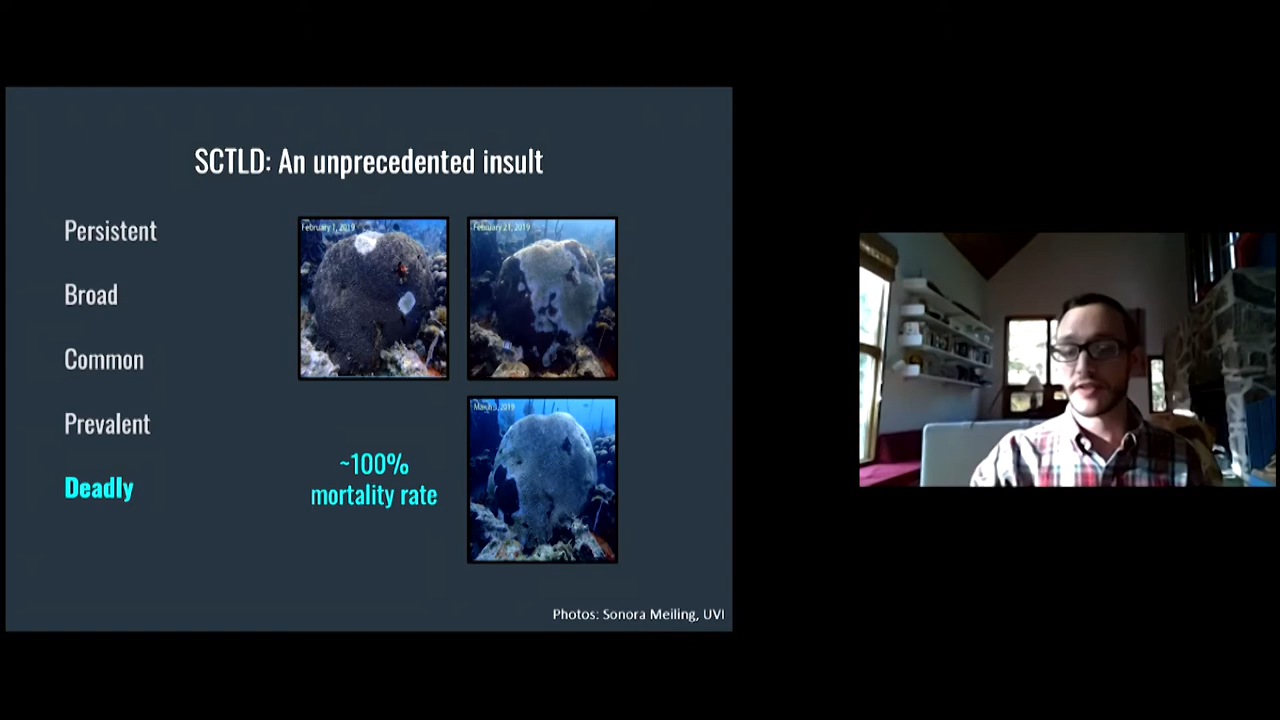 SCTLD: An unprecedented insult
Persistent
Broad
Common
Prevalent
Deadly
February 1, 2019
February 21, 2019
March 3, 2019
~100%
mortality rate
Photos: Sonora Meiling, UVI